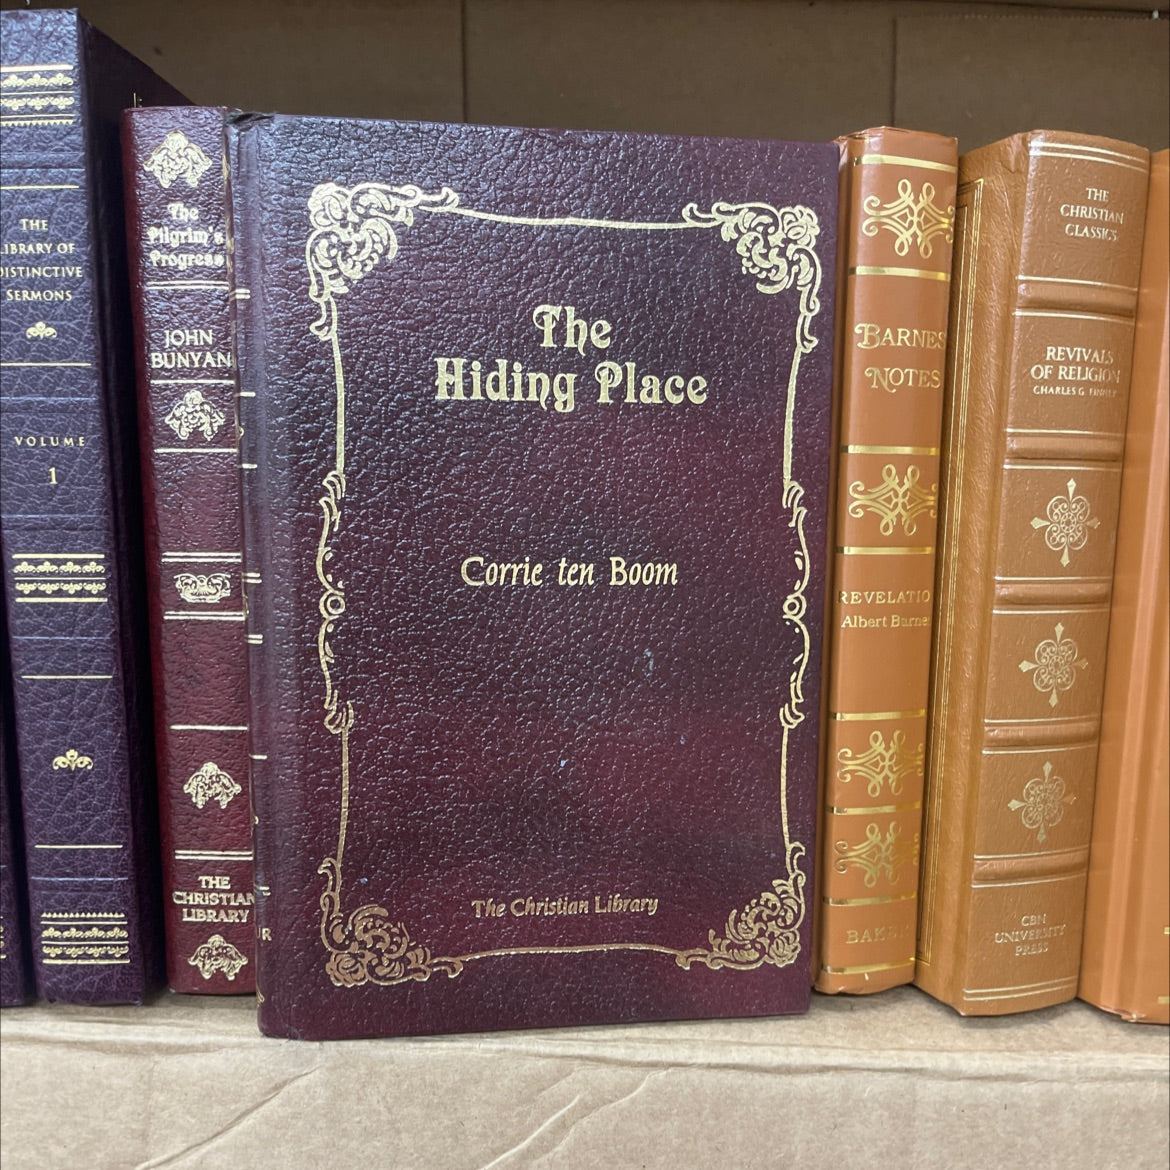 THE
LIBRARY OF
DISTINCTIVE
SERMONS
VOLUME
1
The
Pilgrim's
Progress
JOHN
BUNYAN
THE
CHRISTIAN
LIBRARY
The
Hiding Place
Corrie ten Boom
The Christian Library
BARNES
NOTES
REVELATIO
Albert Barne
BAKE
THE
CHRISTIAN
CLASSICS
REVIVALS
OF RELIGION
CHARLES G. FINNEY
CBN
UNIVERSITY
PRESS